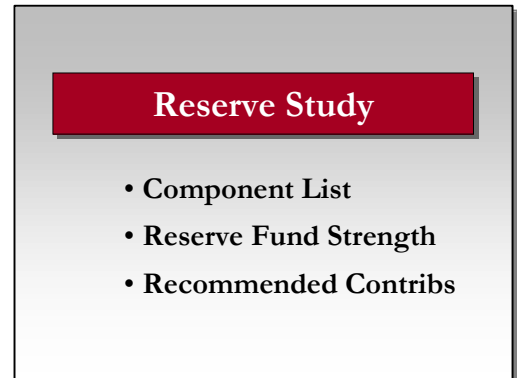 Reserve Study
• Component List
• Reserve Fund Strength
• Recommended Contribs